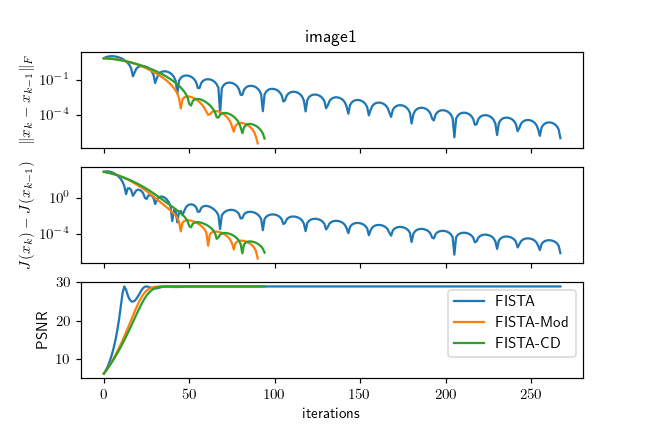 image1
‖x_k − x_{k−1}‖_F
10^{−1}
10^{−4}
J(x_k) − J(x_{k−1})
10^0
10^{−4}
PSNR
30
20
10
FISTA
FISTA-Mod
FISTA-CD
0 50 100 150 200 250
iterations